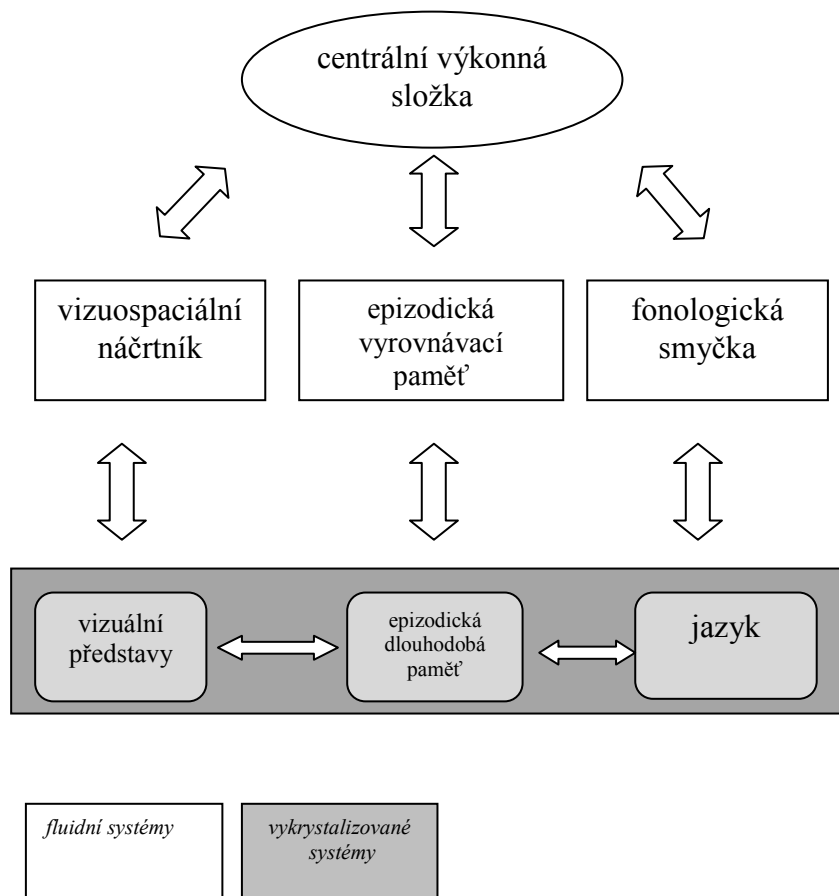 centrální výkonná
složka
vizuospaciální
náčrtník
epizodická
vyrovnávací
paměť
fonologická
smyčka
vizuální
představy
epizodická
dlouhodobá
paměť
jazyk
fluidní systémy
vykrystalizované
systémy